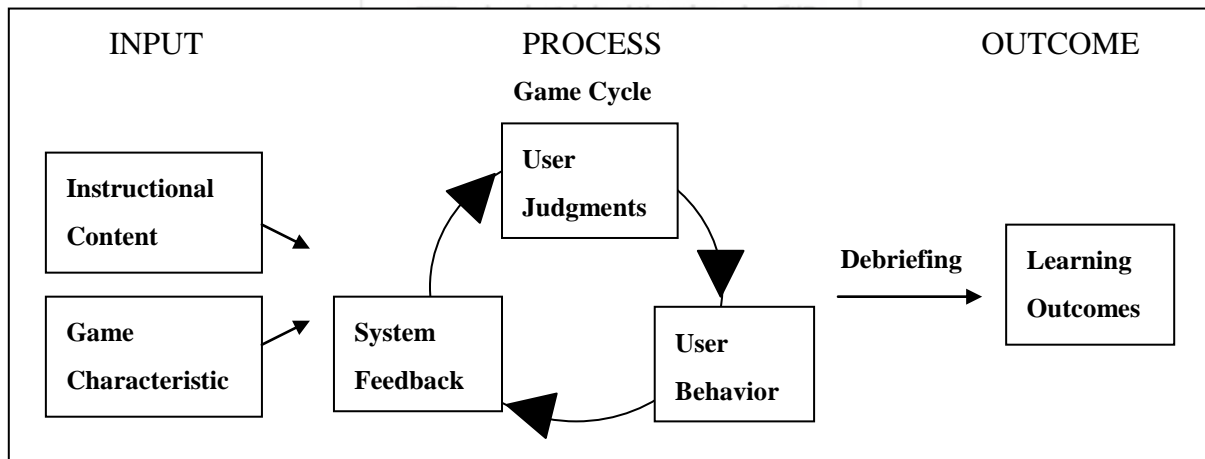 INPUT
PROCESS
OUTCOME
Game Cycle
Instructional
Content
Game
Characteristic
User
Judgments
System
Feedback
User
Behavior
Debriefing
Learning
Outcomes